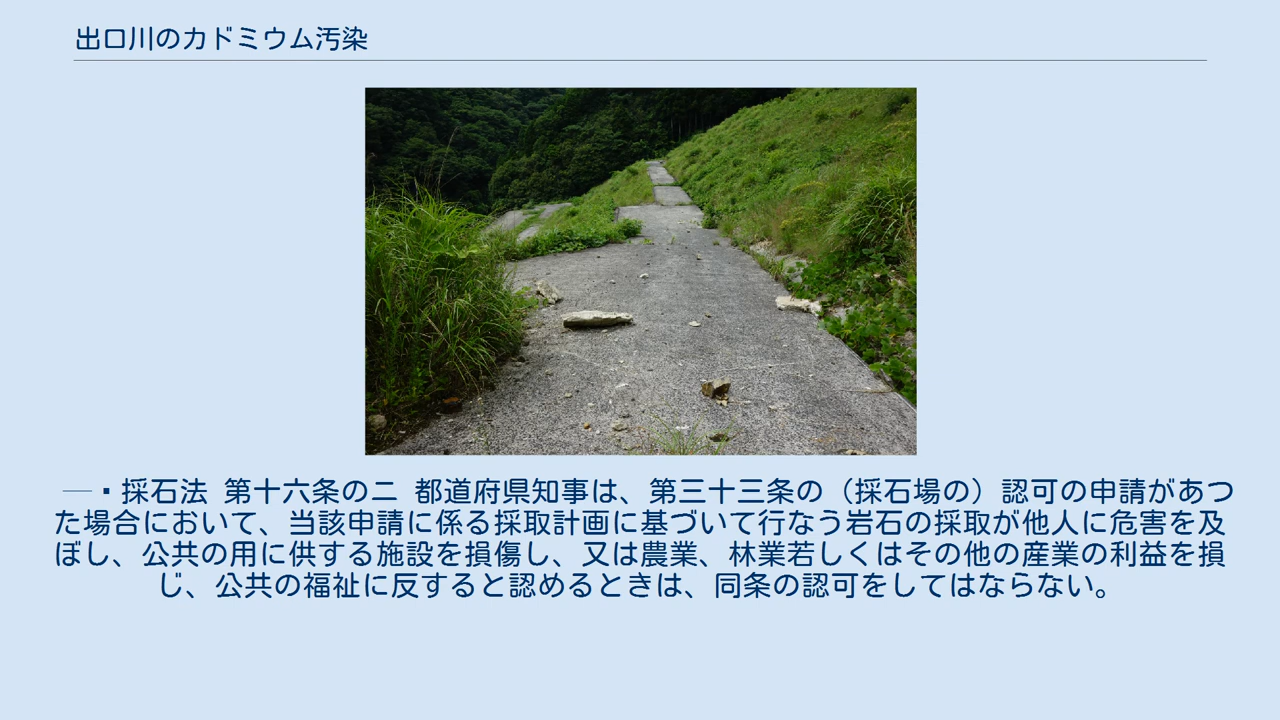 出口川のカドミウム汚染
―▪採石法 第十六条の二 都道府県知事は、第三十三条の（採石場の）認可の申請があつ
た場合において、当該申請に係る採取計画に基づいて行なう岩石の採取が他人に危害を及
ぼし、公共の用に供する施設を損傷し、又は農業、林業若しくはその他の産業の利益を損
じ、公共の福祉に反すると認めるときは、同条の認可をしてはならない。